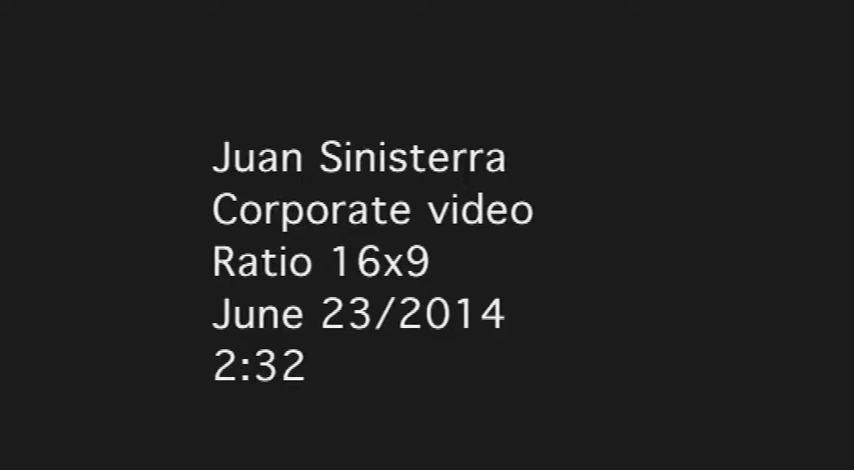 Juan Sinisterra
Corporate video
Ratio 16x9
June 23/2014
2:32